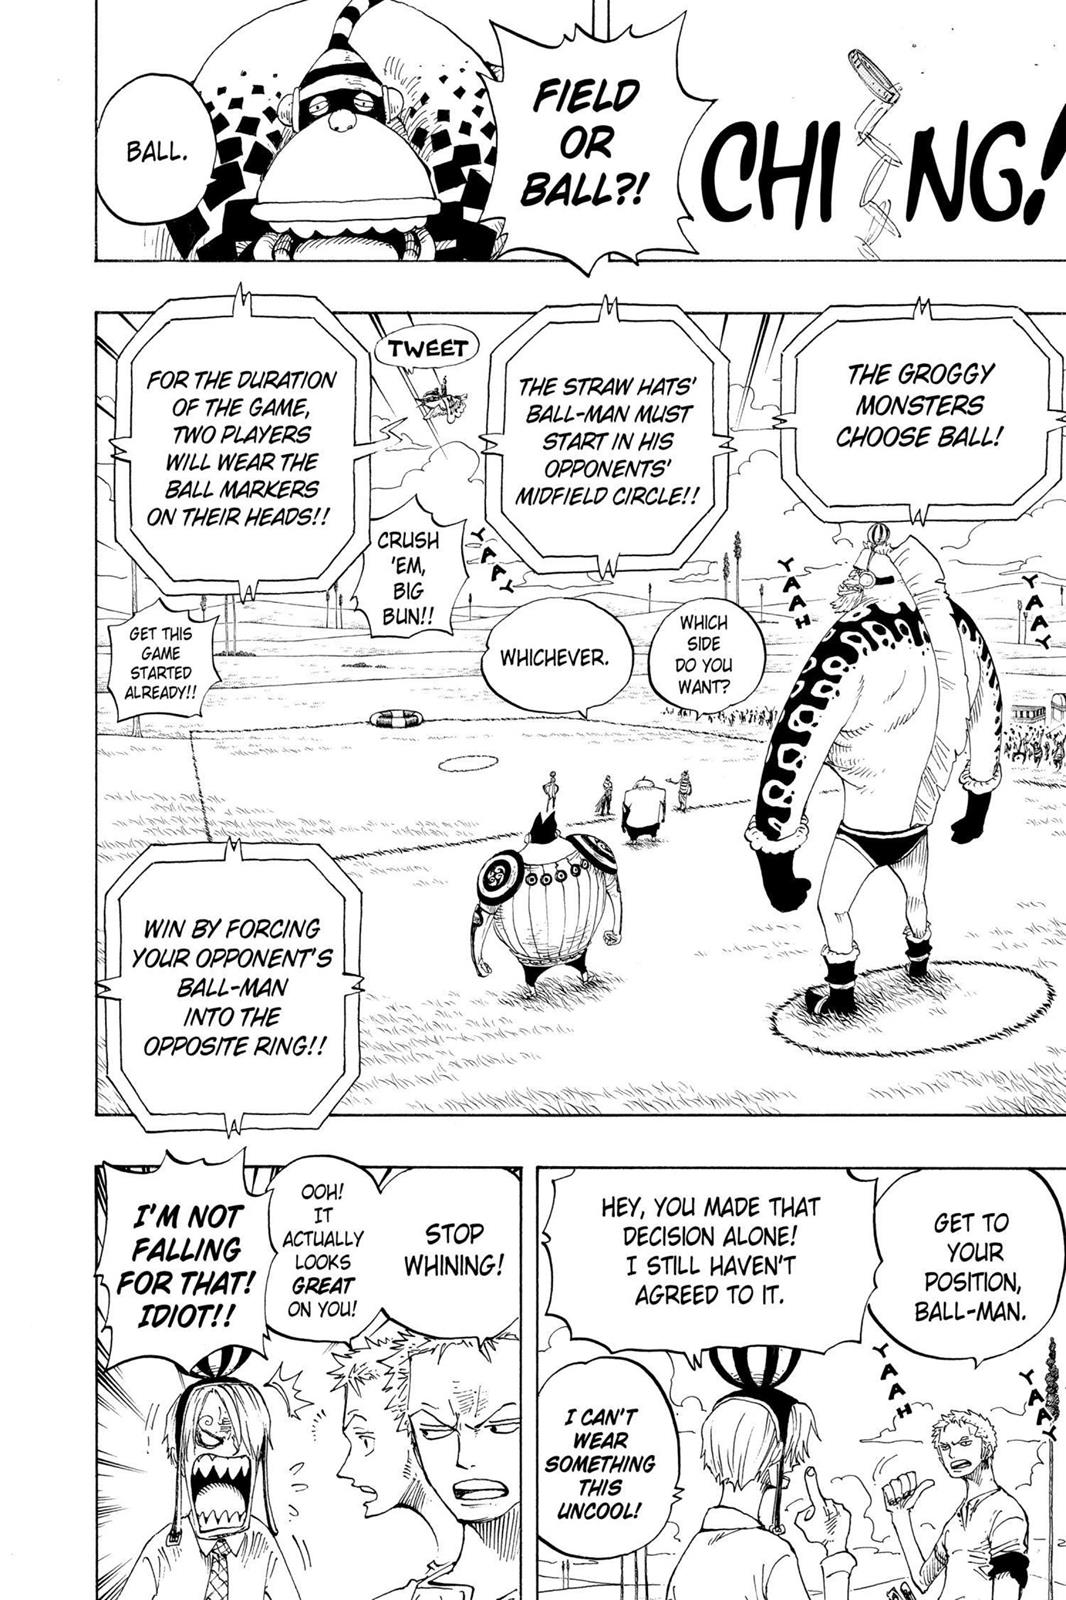 CHING!
FIELD
OR
BALL?!
BALL.
THE GROGGY
MONSTERS
CHOOSE BALL!
THE STRAW HATS'
BALL-MAN MUST
START IN HIS
OPPONENTS'
MIDFIELD CIRCLE!!
TWEET
FOR THE DURATION
OF THE GAME,
TWO PLAYERS
WILL WEAR THE
BALL MARKERS
ON THEIR HEADS!!
YAAY
YAAH
YAAY
CRUSH
'EM,
BIG
BUN!!
WHICH
SIDE
DO YOU
WANT?
WHICHEVER.
GET THIS
GAME
STARTED
ALREADY!!
WIN BY FORCING
YOUR OPPONENT'S
BALL-MAN
INTO THE
OPPOSITE RING!!
GET TO
YOUR
POSITION,
BALL-MAN.
HEY, YOU MADE THAT
DECISION ALONE!
I STILL HAVEN'T
AGREED TO IT.
YAAY
YAAH
I CAN'T
WEAR
SOMETHING
THIS
UNCOOL!
STOP
WHINING!
OOH!
IT
ACTUALLY
LOOKS
GREAT
ON YOU!
I'M NOT
FALLING
FOR THAT!
IDIOT!!